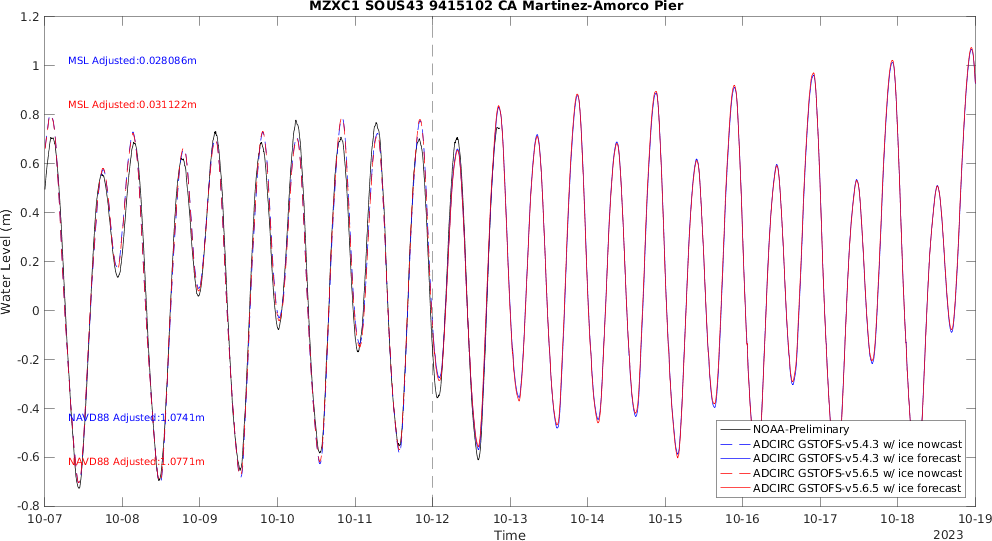 MZXC1 SOUS43 9415102 CA Martinez-Amorco Pier
1.2
1
0.8
0.6
0.4
0.2
0
-0.2
-0.4
-0.6
-0.8
Water Level (m)
MSL Adjusted:0.028086m
MSL Adjusted:0.031122m
NAVD88 Adjusted:1.0741m
NAVD88 Adjusted:1.0771m
NOAA-Preliminary
ADCIRC GSTOFS-v5.4.3 w/ ice nowcast
ADCIRC GSTOFS-v5.4.3 w/ ice forecast
ADCIRC GSTOFS-v5.6.5 w/ ice nowcast
ADCIRC GSTOFS-v5.6.5 w/ ice forecast
10-07 10-08 10-09 10-10 10-11 10-12 10-13 10-14 10-15 10-16 10-17 10-18 10-19
Time
2023